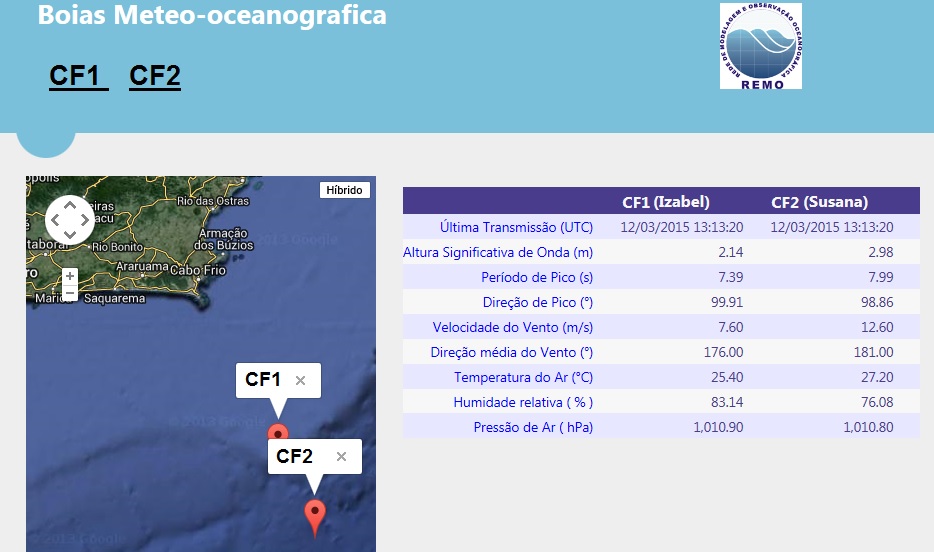 Boias Meteo-oceanografica
CF1 CF2
REDE DE MODELAGEM E OBSERVAÇÃO OCEANOGRÁFICA
REMO
Híbrido
Rio das Ostras
Armação
dos Búzios
Rio Bonito
Araruama
Cabo Frio
Saquarema
+
−
CF1 ×
CF2 ×
© 2013 Google
© 2013 Google
CF1 (Izabel) CF2 (Susana)
Última Transmissão (UTC) 12/03/2015 13:13:20 12/03/2015 13:13:20
Altura Significativa de Onda (m) 2.14 2.98
Período de Pico (s) 7.39 7.99
Direção de Pico (°) 99.91 98.86
Velocidade do Vento (m/s) 7.60 12.60
Direção média do Vento (°) 176.00 181.00
Temperatura do Ar (°C) 25.40 27.20
Humidade relativa ( % ) 83.14 76.08
Pressão de Ar ( hPa) 1,010.90 1,010.80